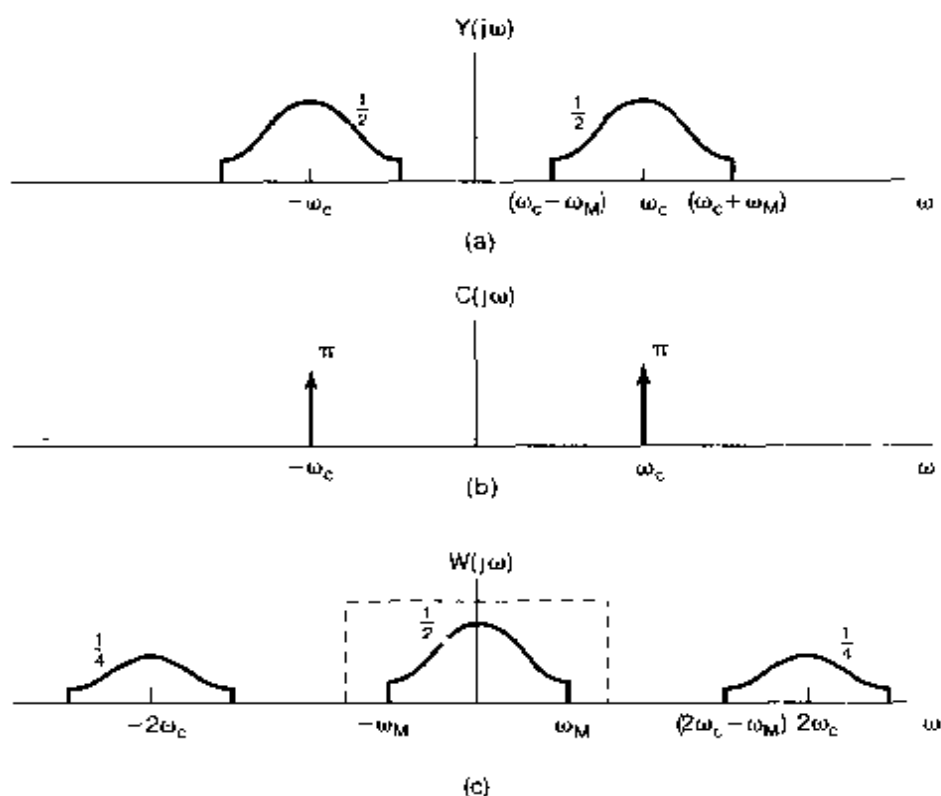 Y(jω)
1/2 1/2
−ω_c (ω_c − ω_M) ω_c (ω_c + ω_M) ω
(a)
C(jω)
π π
−ω_c ω_c ω
(b)
W(jω)
1/4 1/2 1/4
−2ω_c −ω_M ω_M (2ω_c − ω_M) 2ω_c ω
(c)